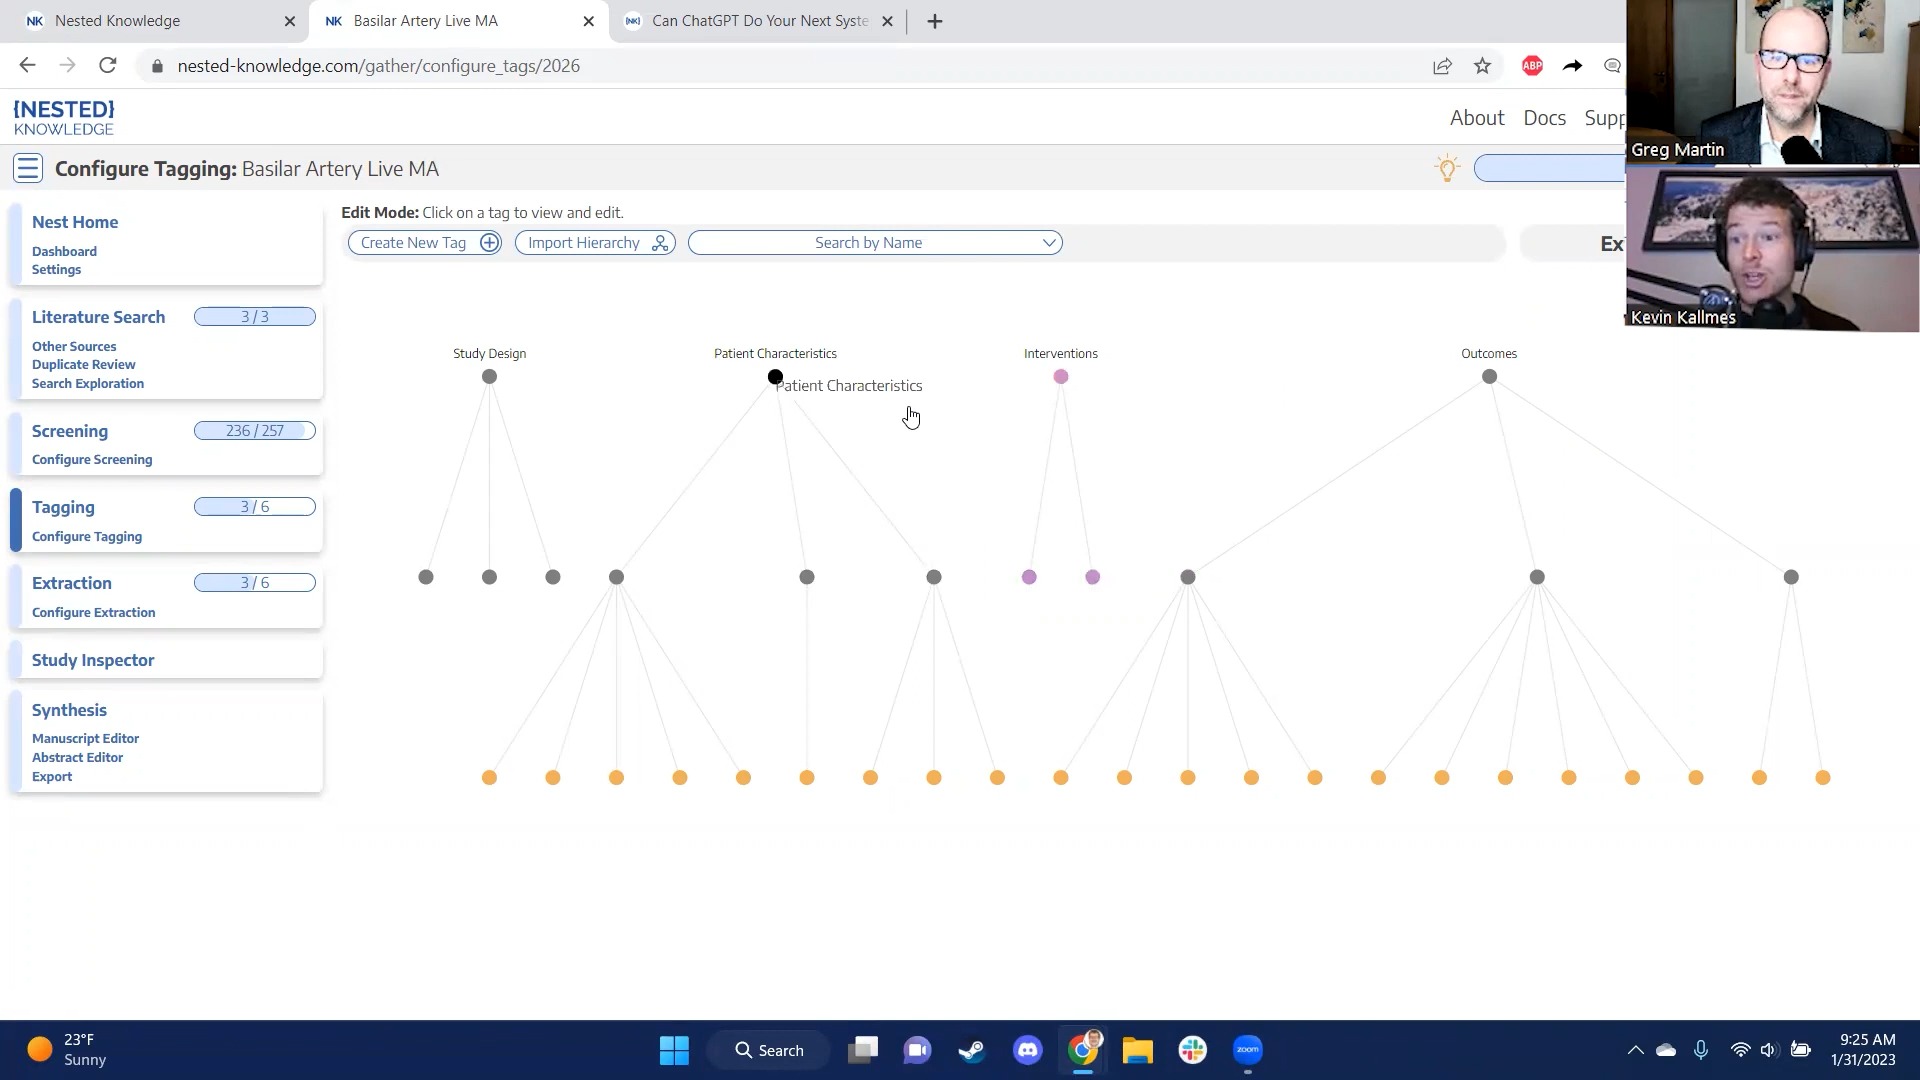 NK Nested Knowledge
NK Basilar Artery Live MA
{NK} Can ChatGPT Do Your Next Syste
nested-knowledge.com/gather/configure_tags/2026
ABP
{NESTED}
KNOWLEDGE
About Docs Supp
Configure Tagging: Basilar Artery Live MA
Greg Martin
Kevin Kallmes
Nest Home
Dashboard
Settings
Literature Search 3 / 3
Other Sources
Duplicate Review
Search Exploration
Screening 236 / 257
Configure Screening
Tagging 3 / 6
Configure Tagging
Extraction 3 / 6
Configure Extraction
Study Inspector
Synthesis
Manuscript Editor
Abstract Editor
Export
Edit Mode: Click on a tag to view and edit.
Create New Tag
Import Hierarchy
Search by Name
Ex
Study Design
Patient Characteristics
Interventions
Outcomes
Patient Characteristics
23°F
Sunny
Search
zoom
9:25 AM
1/31/2023